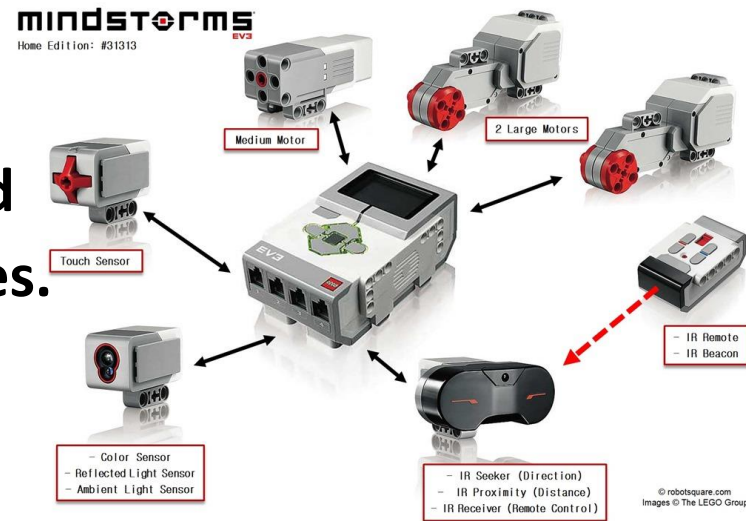 mindstorms
EV3
Home Edition: #31313
Medium Motor
2 Large Motors
d
Touch Sensor
es.
EV3
LEGO
- IR Remote
- IR Beacon
- Color Sensor
- Reflected Light Sensor
- Ambient Light Sensor
- IR Seeker (Direction)
- IR Proximity (Distance)
- IR Receiver (Remote Control)
© robotsquare.com
Images © The LEGO Group